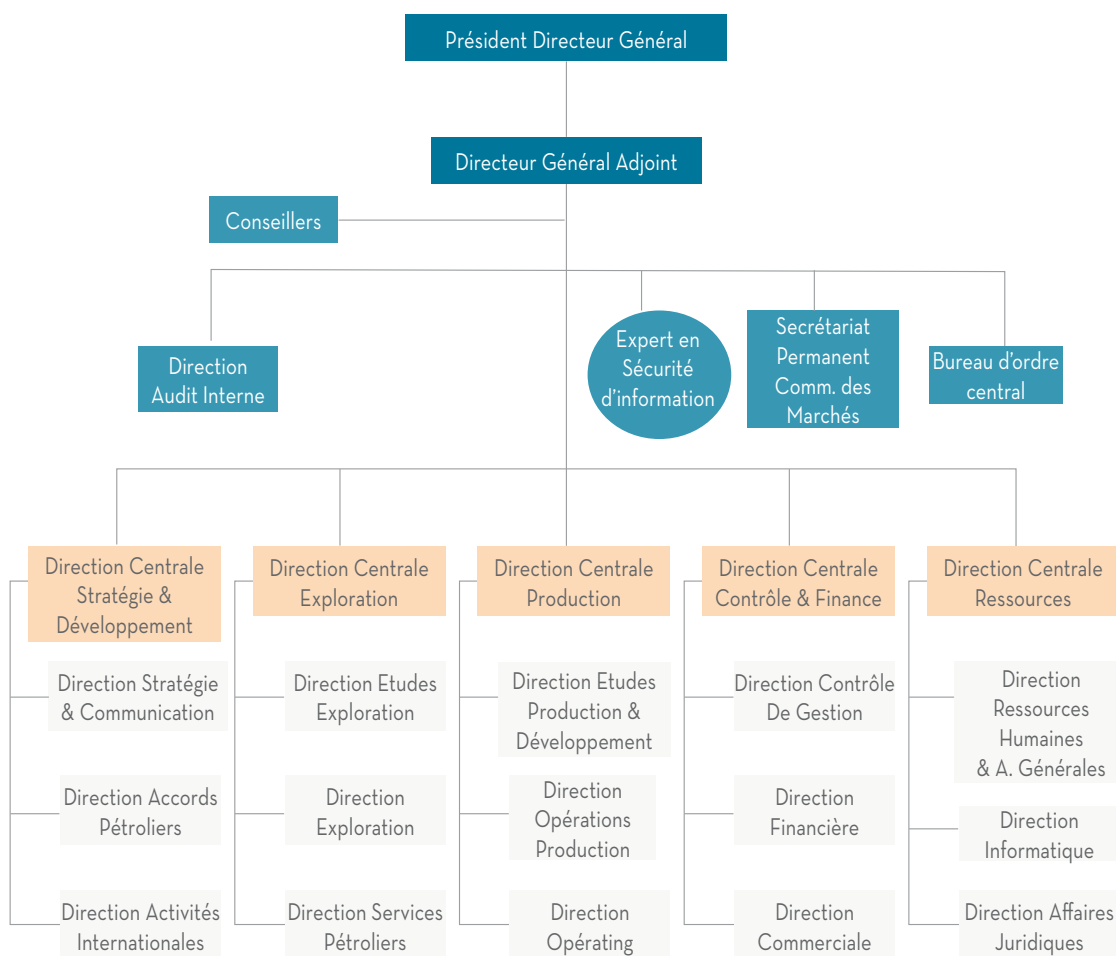 Président Directeur Général
Directeur Général Adjoint
Conseillers
Direction
Audit Interne
Expert en
Sécurité
d'information
Secrétariat
Permanent
Comm. des
Marchés
Bureau d'ordre
central
Direction Centrale
Stratégie &
Développement
Direction Stratégie
& Communication
Direction Accords
Pétroliers
Direction Activités
Internationales
Direction Centrale
Exploration
Direction Etudes
Exploration
Direction
Exploration
Direction Services
Pétroliers
Direction Centrale
Production
Direction Etudes
Production &
Développement
Direction
Opérations
Production
Direction
Opérating
Direction Centrale
Contrôle & Finance
Direction Contrôle
De Gestion
Direction
Financière
Direction
Commerciale
Direction Centrale
Ressources
Direction
Ressources
Humaines
& A. Générales
Direction
Informatique
Direction Affaires
Juridiques